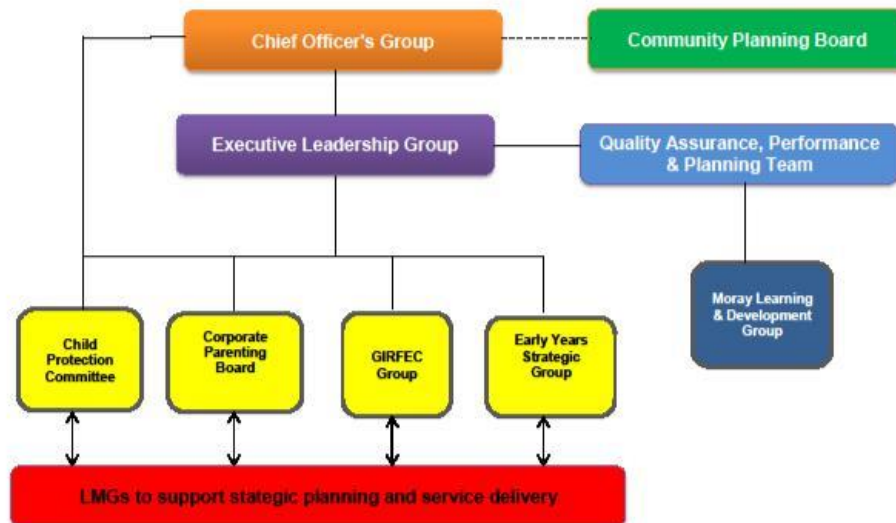 Chief Officer's Group
Community Planning Board
Executive Leadership Group
Quality Assurance, Performance
& Planning Team
Moray Learning
& Development
Group
Child
Protection
Committee
Corporate
Parenting
Board
GIRFEC
Group
Early Years
Strategic
Group
LMGs to support stategic planning and service delivery